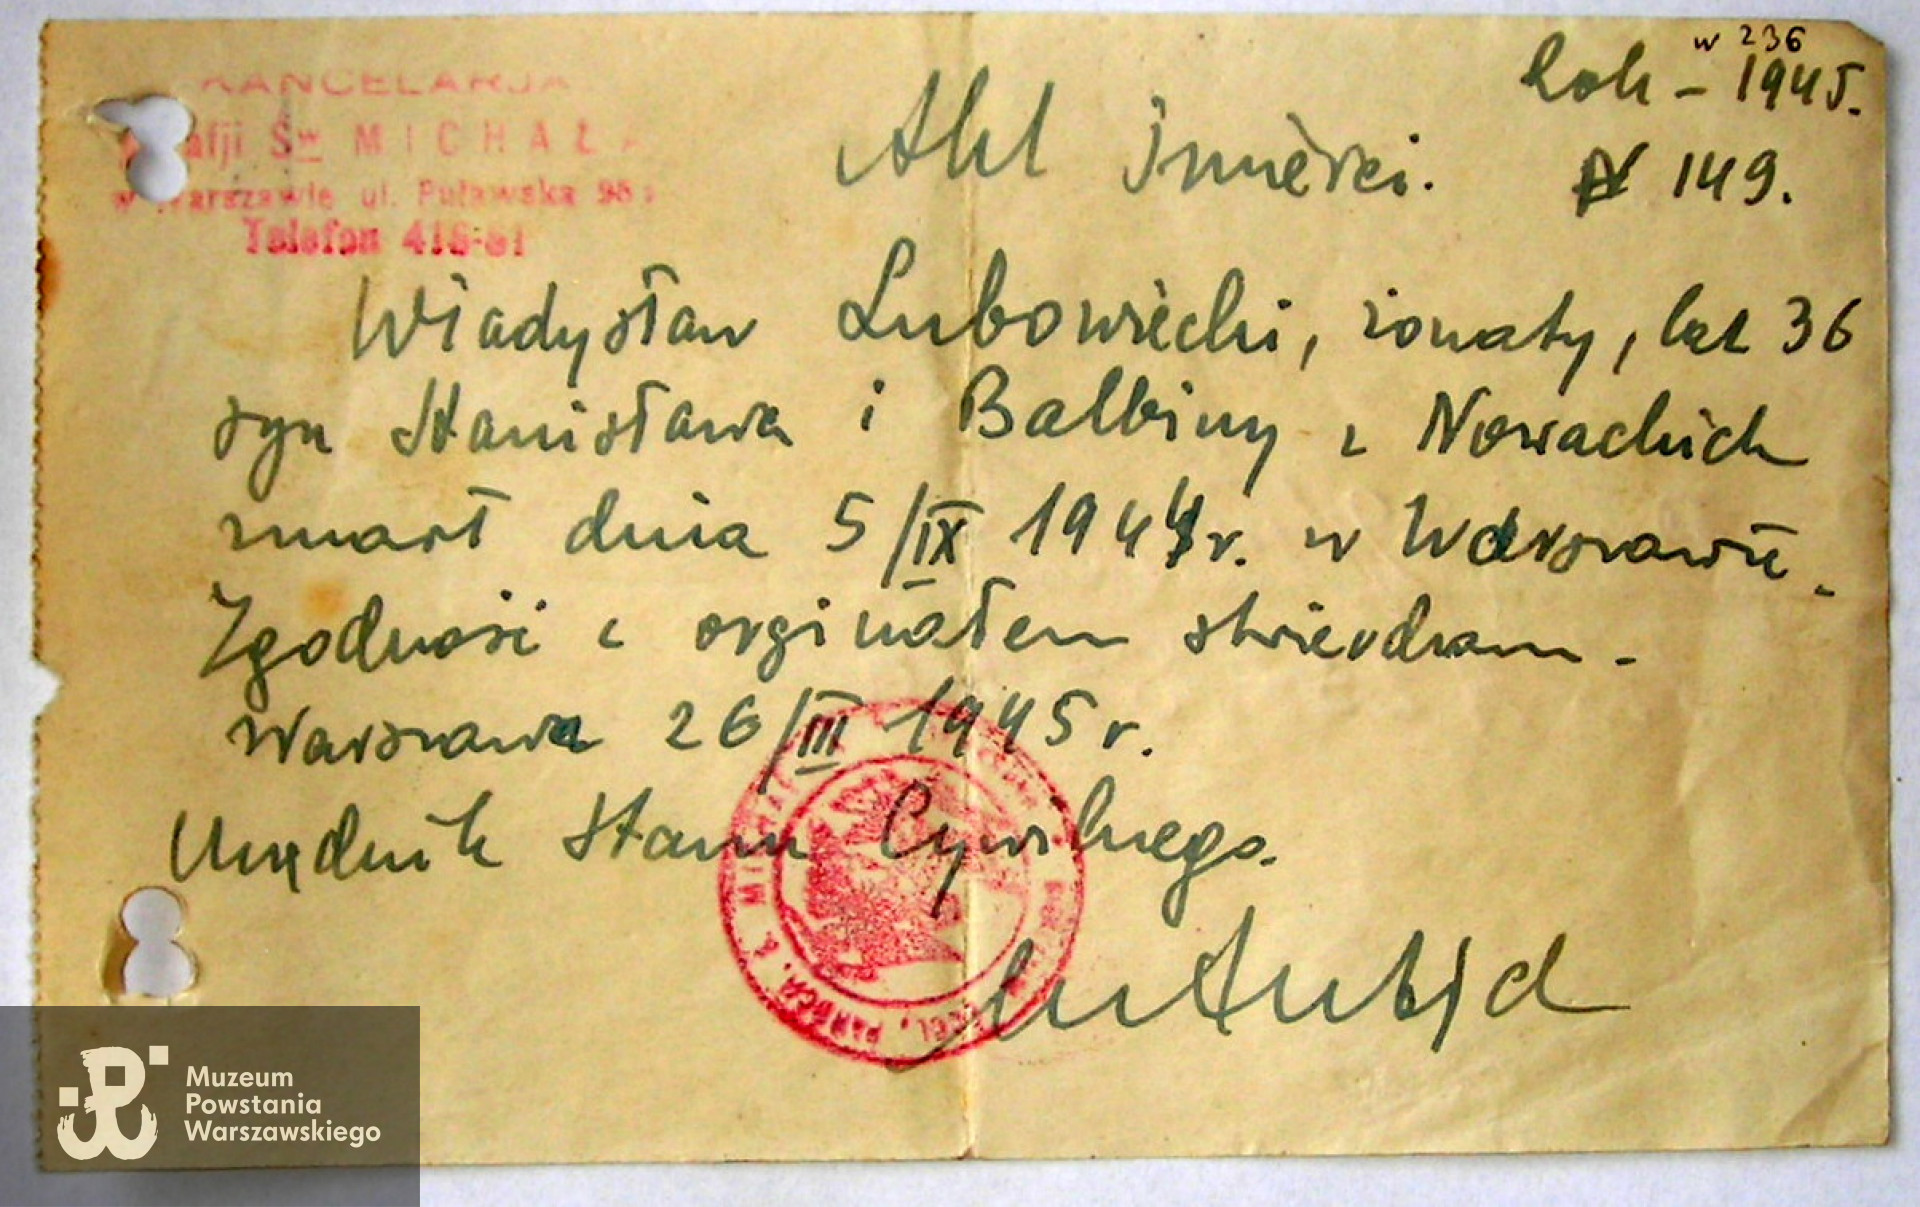 w 236
Rok - 1945.
KANCELARJA
Parafji Św MICHAŁA
w Warszawie ul. Puławska 95
Telefon 416-81
Akt śmierci.
N 149.
Władysław Lubowiecki, żonaty, lat 36
syn Stanisława i Balbiny z Nowackich
zmarł dnia 5/IX 1944 r. w Warszawie.
Zgodność z orginałem stwierdzam.
Warszawa 26/III 1945 r.
Urzędnik Stanu Cywilnego.
Muzeum
Powstania
Warszawskiego